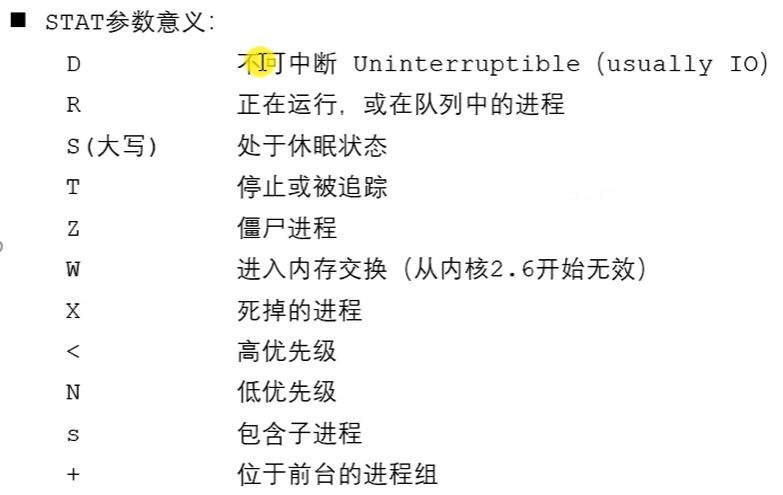 ■ STAT参数意义：
D 不可中断 Uninterruptible（usually IO）
R 正在运行，或在队列中的进程
S(大写) 处于休眠状态
T 停止或被追踪
Z 僵尸进程
W 进入内存交换（从内核2.6开始无效）
X 死掉的进程
< 高优先级
N 低优先级
s 包含子进程
+ 位于前台的进程组